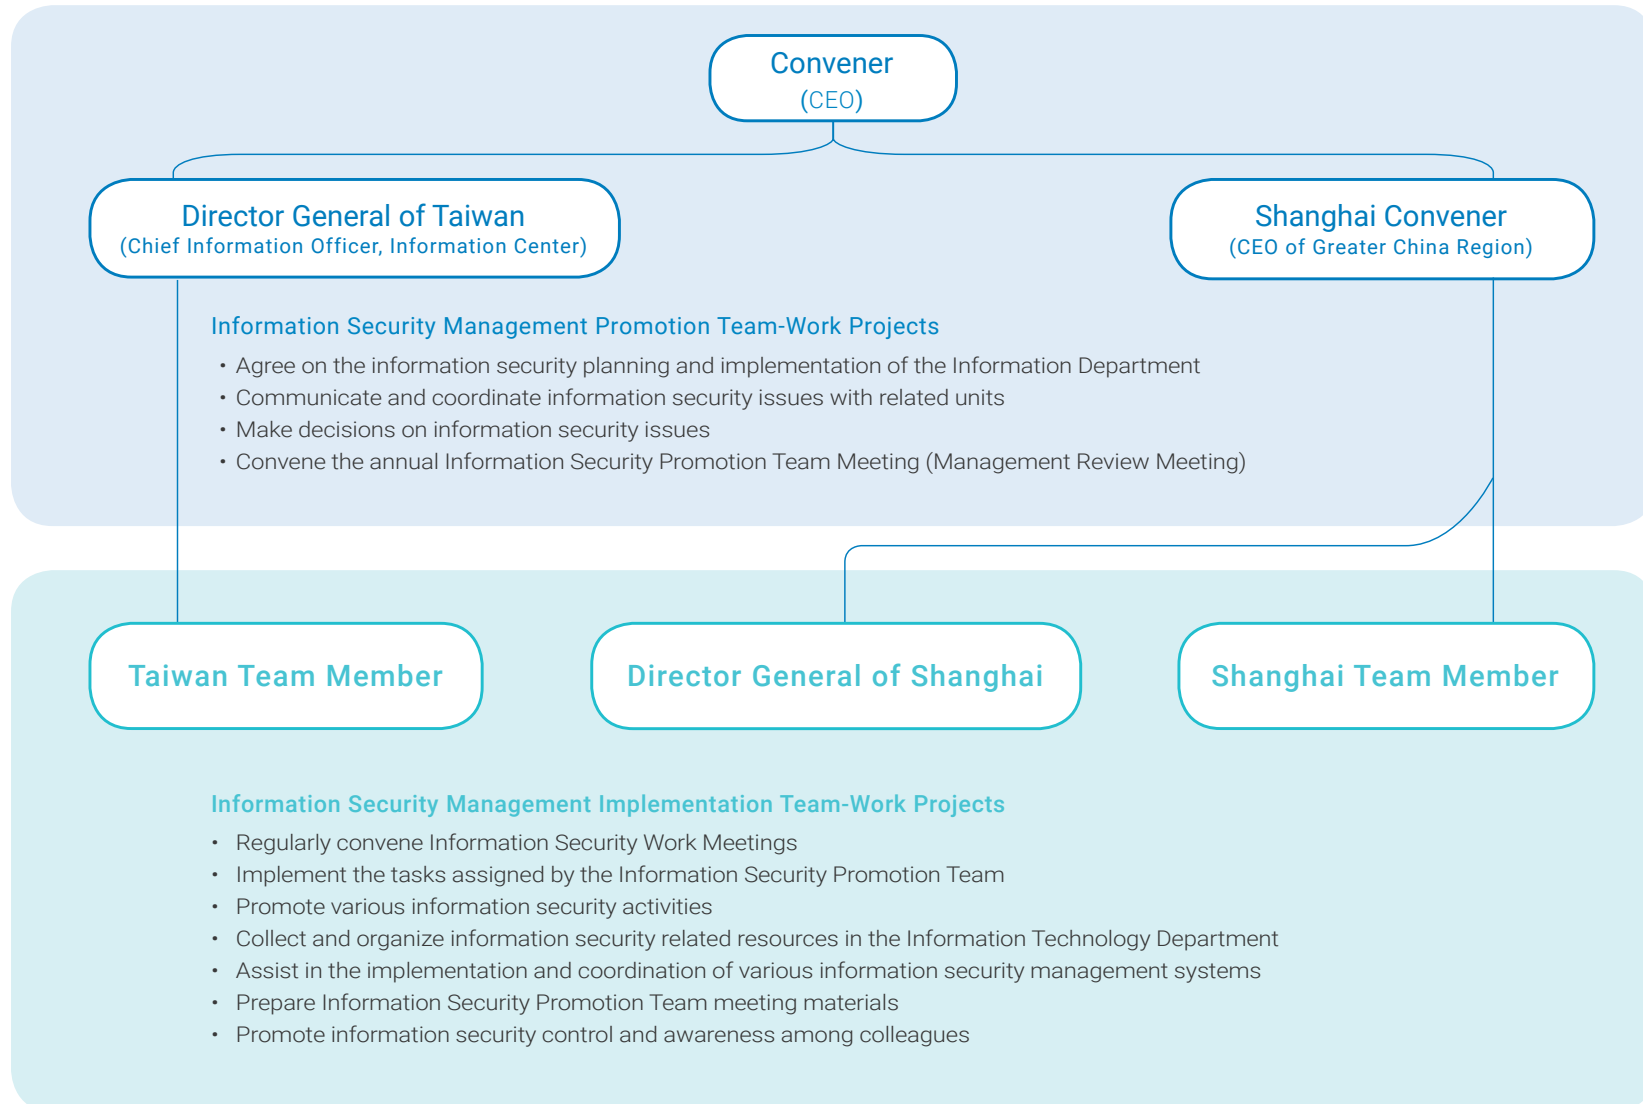 Convener
(CEO)
Director General of Taiwan
(Chief Information Officer, Information Center)
Shanghai Convener
(CEO of Greater China Region)
Information Security Management Promotion Team-Work Projects
• Agree on the information security planning and implementation of the Information Department
• Communicate and coordinate information security issues with related units
• Make decisions on information security issues
• Convene the annual Information Security Promotion Team Meeting (Management Review Meeting)
Taiwan Team Member
Director General of Shanghai
Shanghai Team Member
Information Security Management Implementation Team-Work Projects
• Regularly convene Information Security Work Meetings
• Implement the tasks assigned by the Information Security Promotion Team
• Promote various information security activities
• Collect and organize information security related resources in the Information Technology Department
• Assist in the implementation and coordination of various information security management systems
• Prepare Information Security Promotion Team meeting materials
• Promote information security control and awareness among colleagues